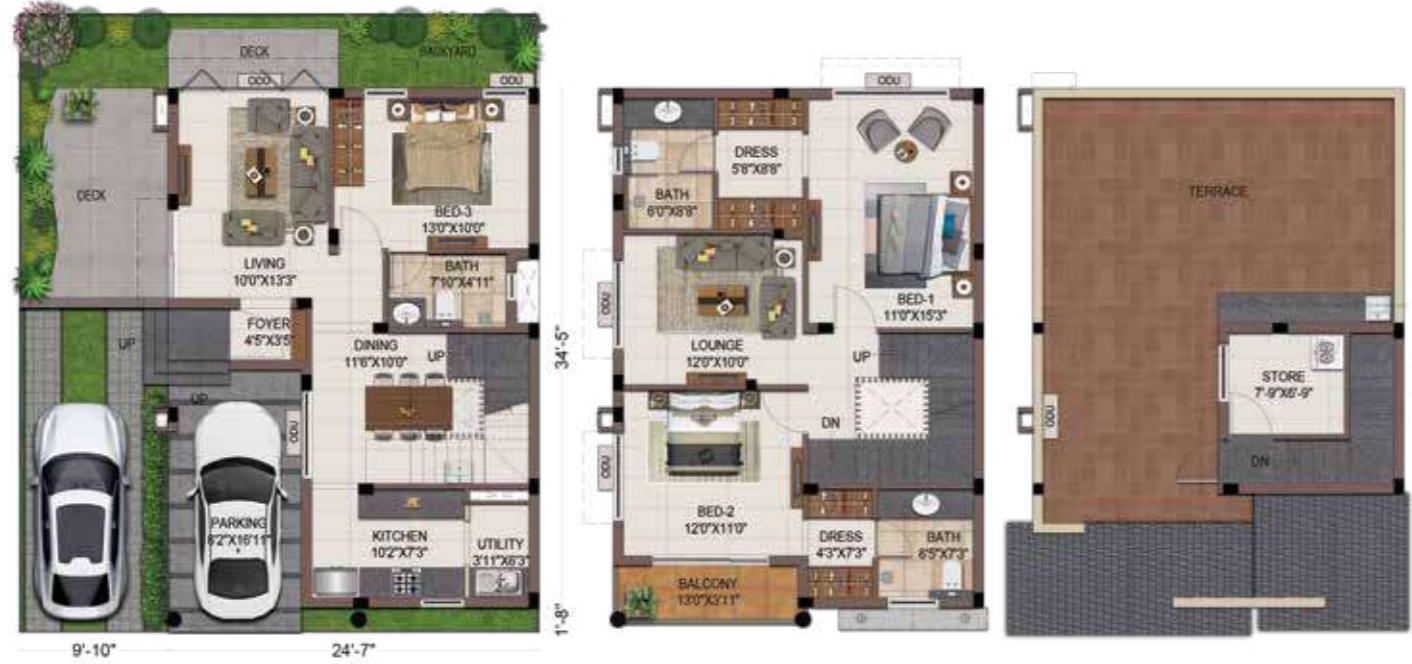 DECK
BACKYARD
ODU
ODU
DECK
BED-3
13'0"X10'0"
LIVING
10'0"X13'3"
BATH
7'10"X4'11"
FOYER
4'5"X3'5"
UP
DINING
11'6"X10'0"
UP
UP
ODU
PARKING
8'2"X16'11"
KITCHEN
10'2"X7'3"
UTILITY
3'11"X6'3"
34'-5"
1'-8"
9'-10"
24'-7"
ODU
DRESS
5'8"X8'8"
BATH
6'0"X8'8"
ODU
BED-1
11'0"X15'3"
LOUNGE
12'0"X10'0"
UP
DN
ODU
BED-2
12'0"X11'0"
DRESS
4'3"X7'3"
BATH
6'5"X7'3"
BALCONY
13'0"X3'11"
TERRACE
STORE
7'-9"X6'-9"
ODU
DN